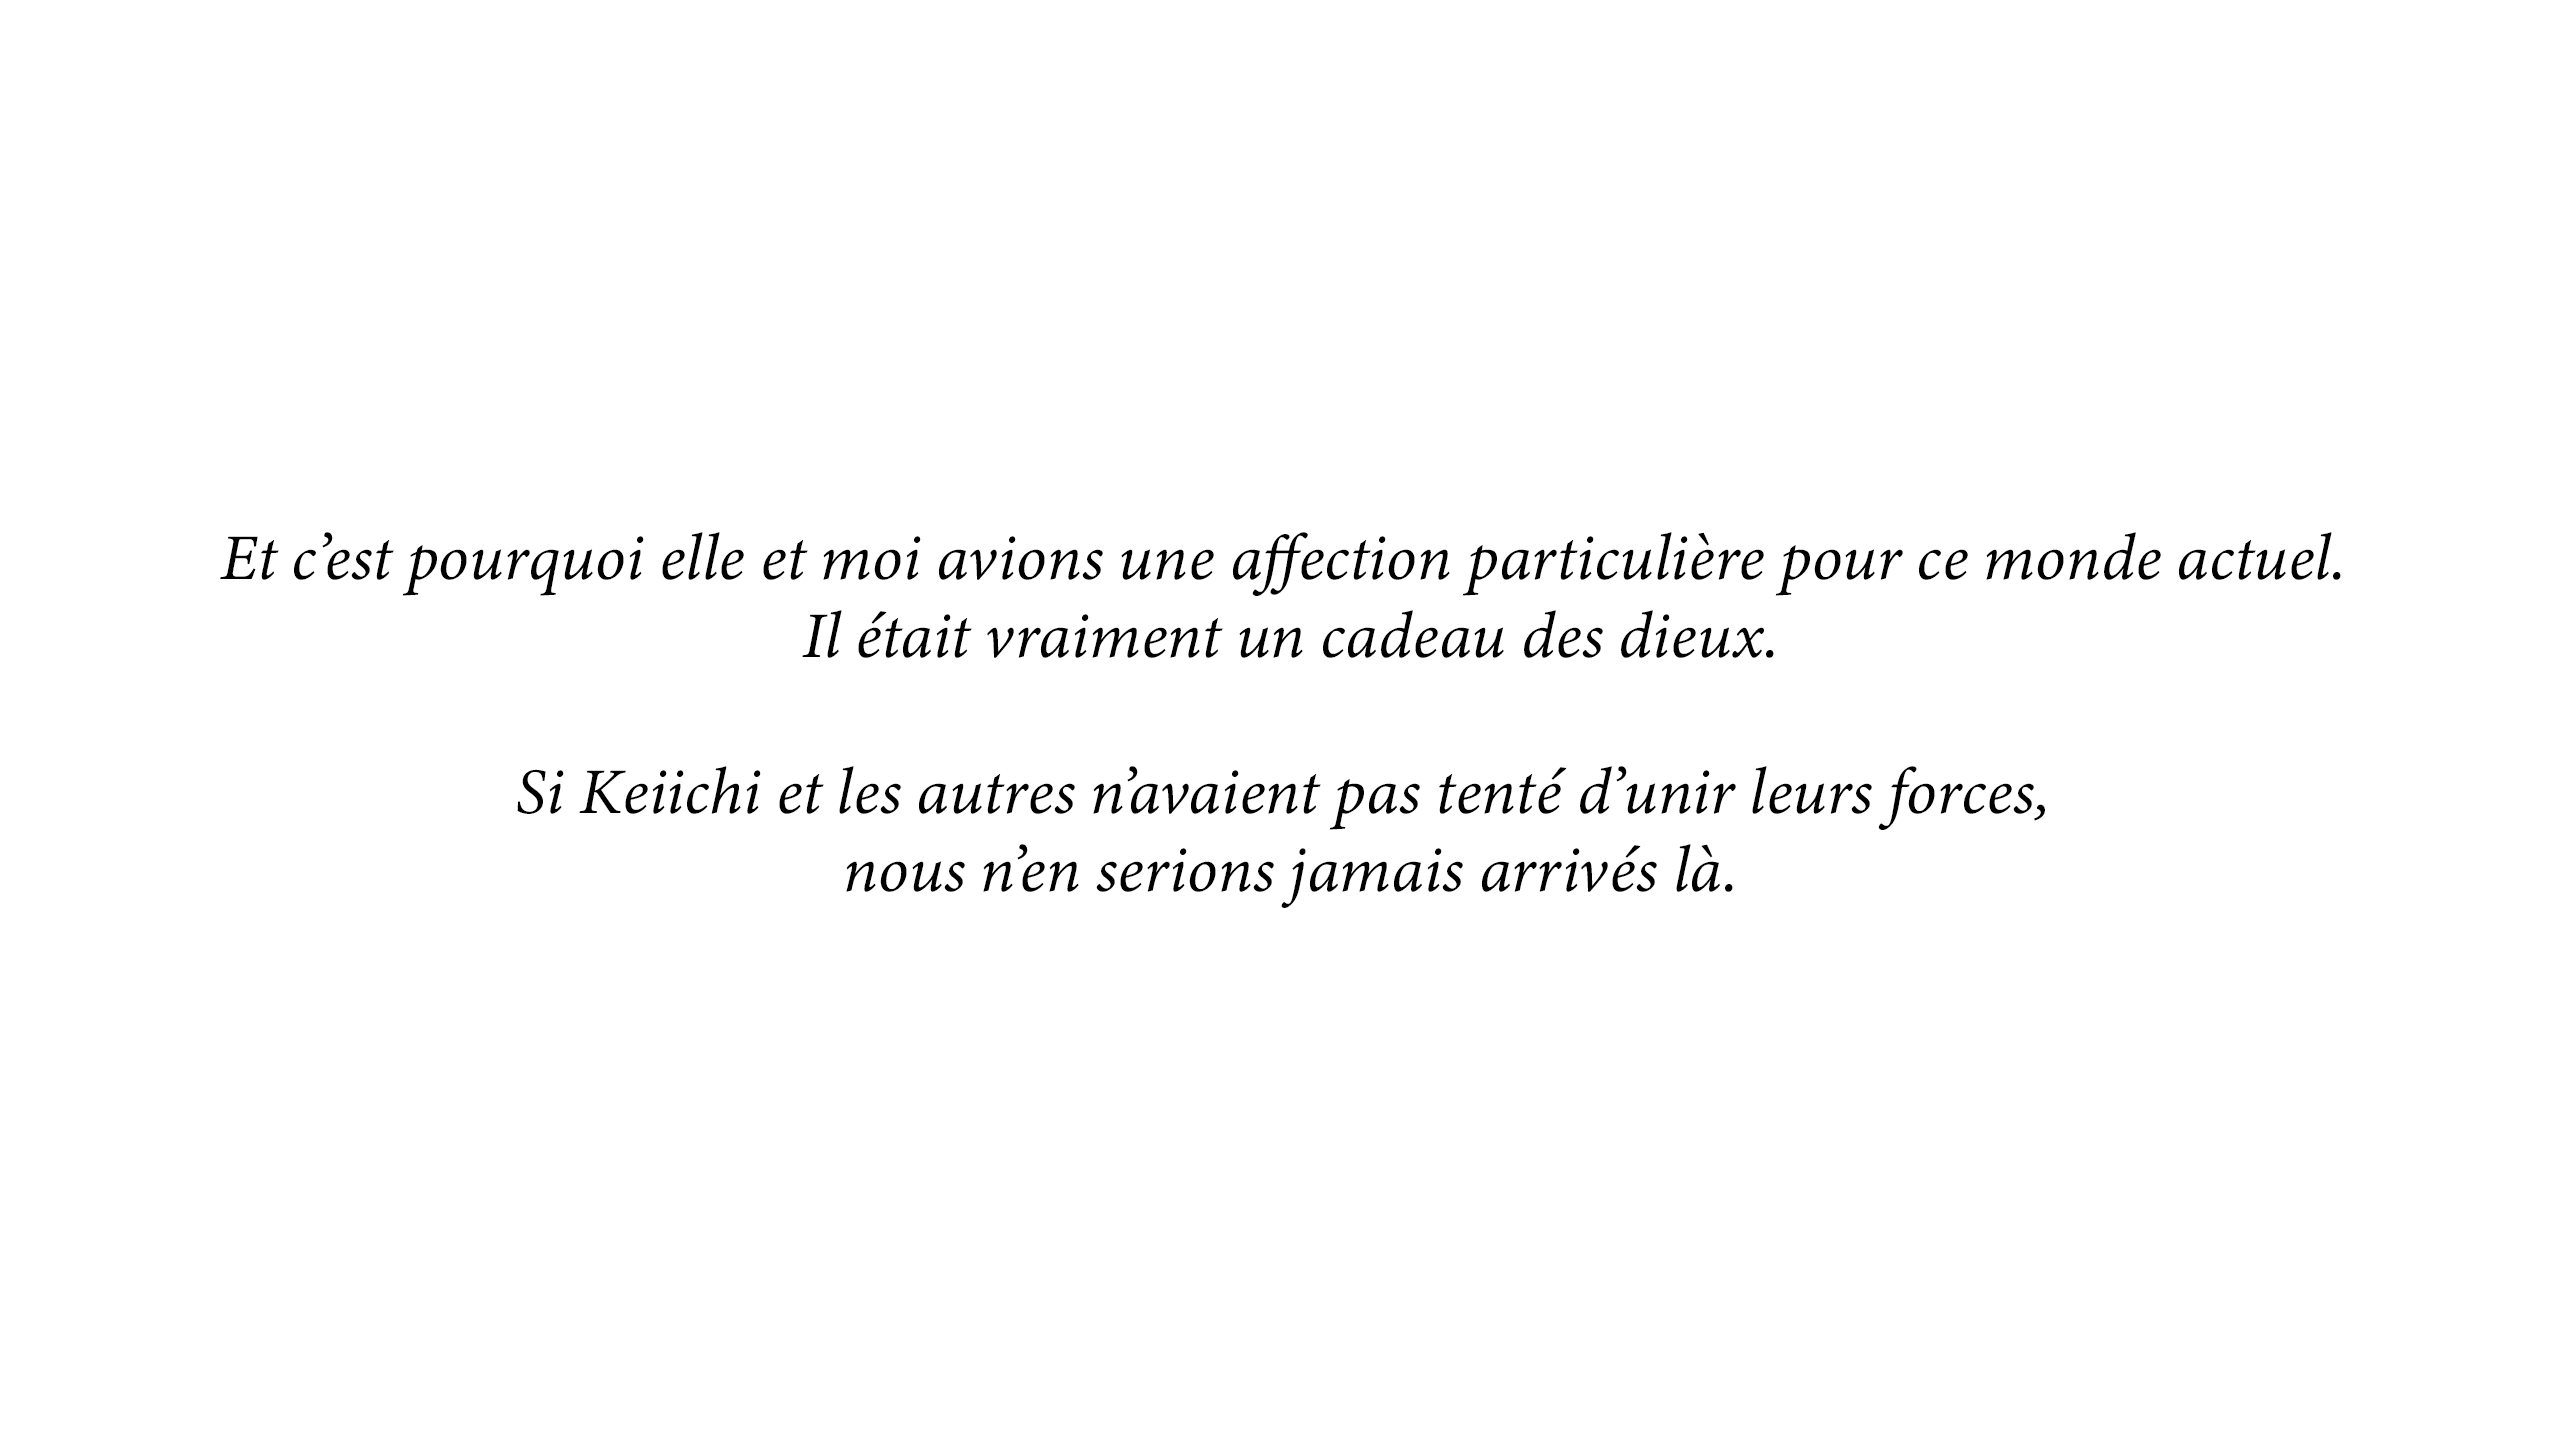 Et c’est pourquoi elle et moi avions une affection particulière pour ce monde actuel.
Il était vraiment un cadeau des dieux.
Si Keiichi et les autres n’avaient pas tenté d’unir leurs forces,
nous n’en serions jamais arrivés là.